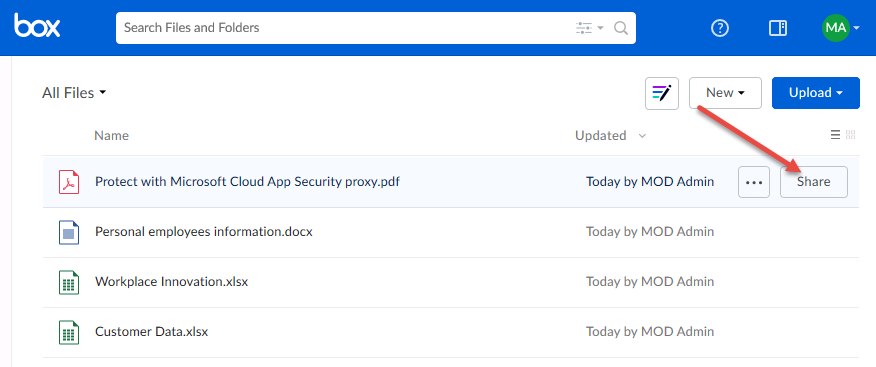 box
Search Files and Folders
MA
All Files
New
Upload
Name
Updated
Protect with Microsoft Cloud App Security proxy.pdf
Today by MOD Admin
Share
Personal employees information.docx
Today by MOD Admin
Workplace Innovation.xlsx
Today by MOD Admin
Customer Data.xlsx
Today by MOD Admin